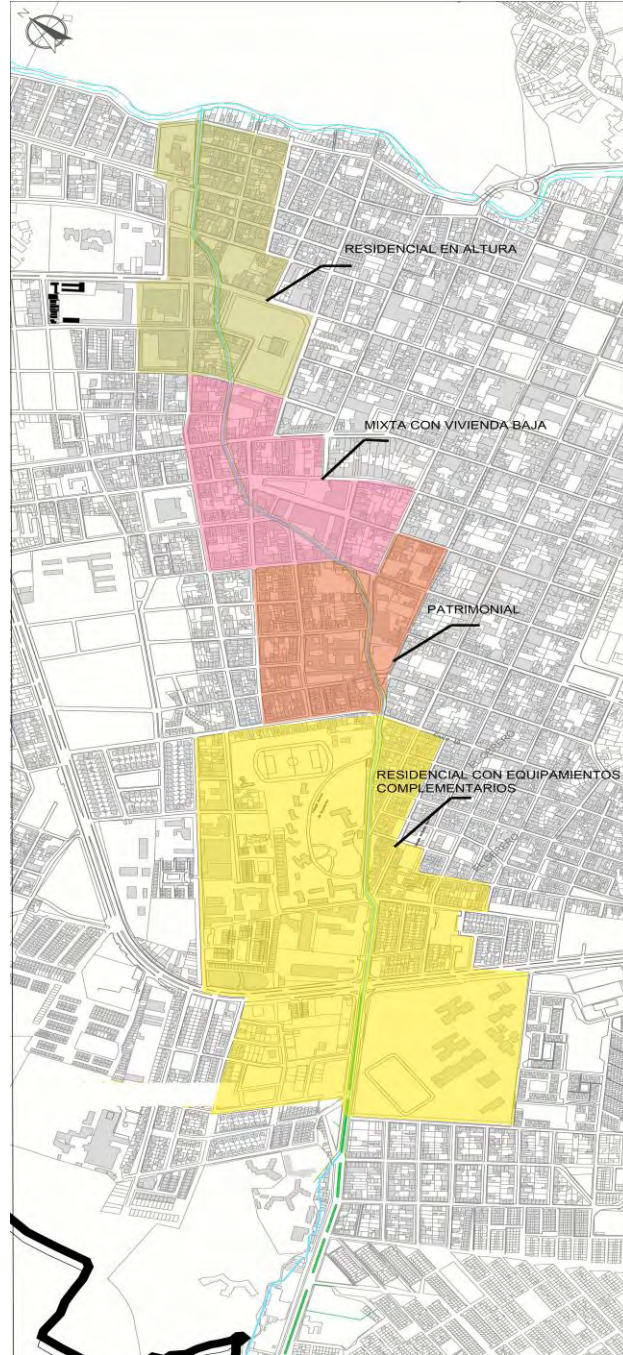 N
RESIDENCIAL EN ALTURA
MIXTA CON VIVIENDA BAJA
PATRIMONIAL
RESIDENCIAL CON EQUIPAMIENTOS
COMPLEMENTARIOS